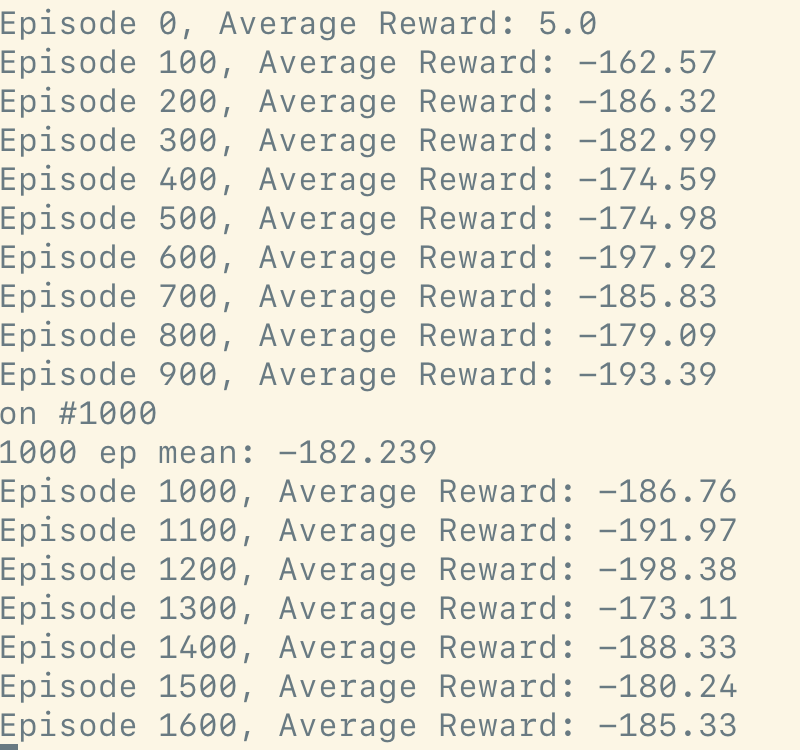 Episode 0, Average Reward: 5.0
Episode 100, Average Reward: −162.57
Episode 200, Average Reward: −186.32
Episode 300, Average Reward: −182.99
Episode 400, Average Reward: −174.59
Episode 500, Average Reward: −174.98
Episode 600, Average Reward: −197.92
Episode 700, Average Reward: −185.83
Episode 800, Average Reward: −179.09
Episode 900, Average Reward: −193.39
on #1000
1000 ep mean: −182.239
Episode 1000, Average Reward: −186.76
Episode 1100, Average Reward: −191.97
Episode 1200, Average Reward: −198.38
Episode 1300, Average Reward: −173.11
Episode 1400, Average Reward: −188.33
Episode 1500, Average Reward: −180.24
Episode 1600, Average Reward: −185.33